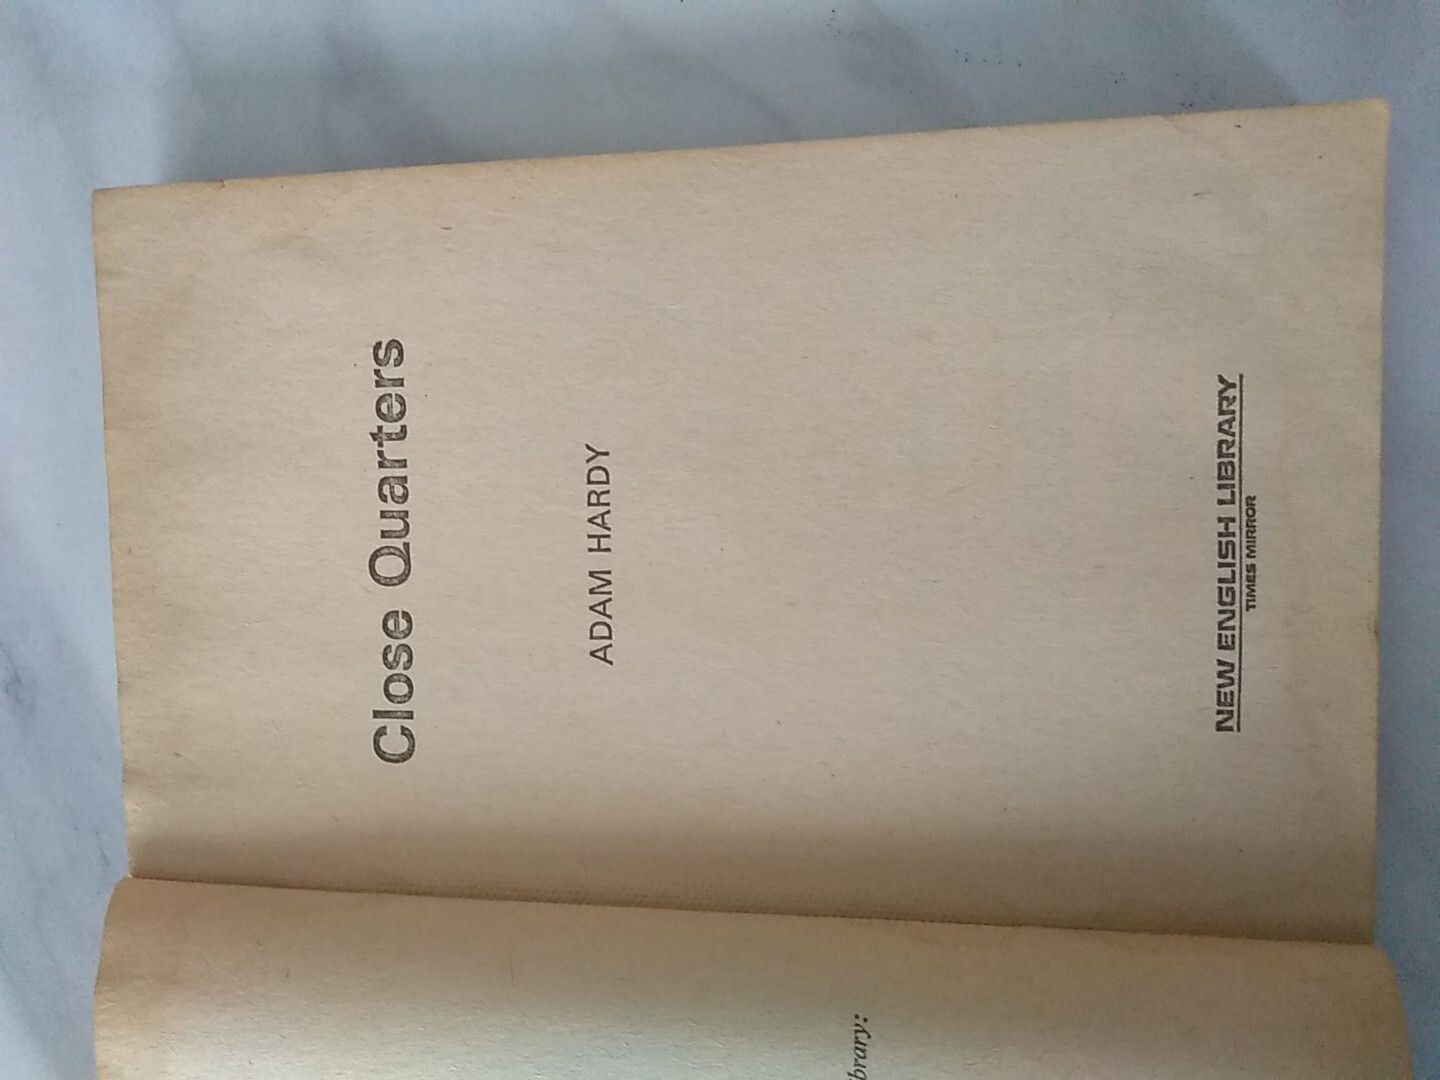 Close Quarters
ADAM HARDY
NEW ENGLISH LIBRARY
TIMES MIRROR